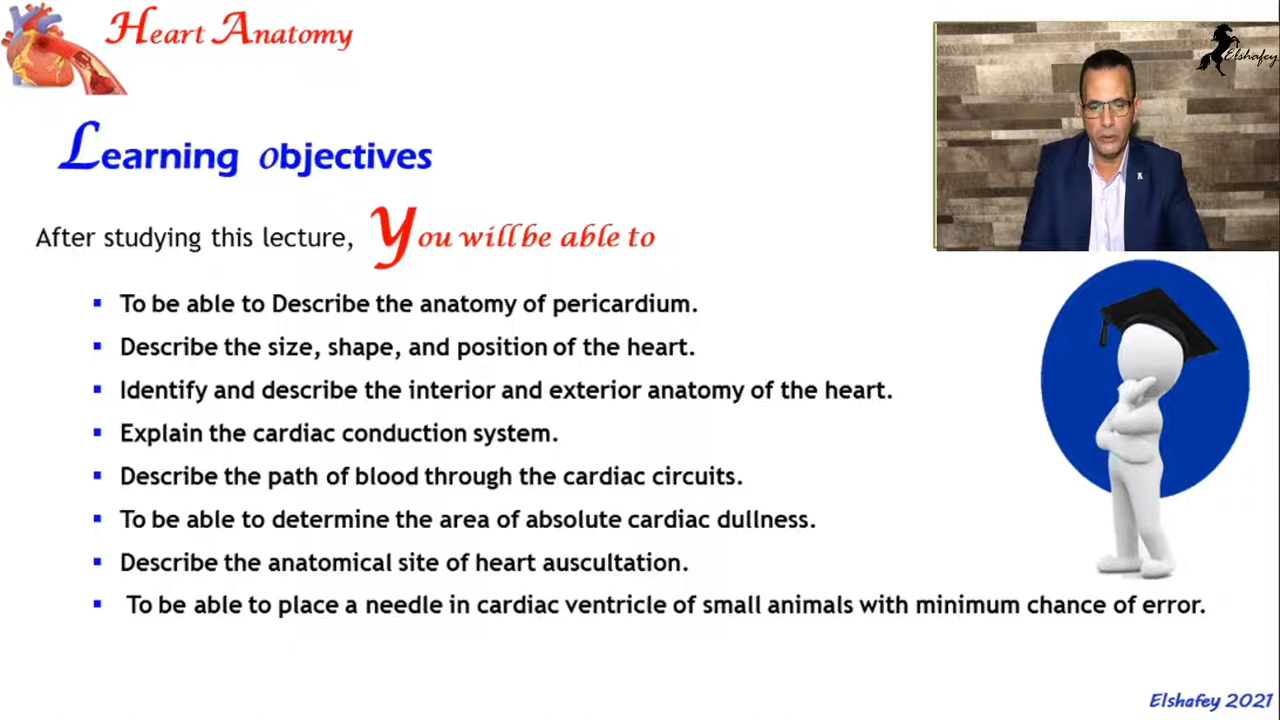 Heart Anatomy
Elshafey
Learning objectives
After studying this lecture, You will be able to
▪ To be able to Describe the anatomy of pericardium.
▪ Describe the size, shape, and position of the heart.
▪ Identify and describe the interior and exterior anatomy of the heart.
▪ Explain the cardiac conduction system.
▪ Describe the path of blood through the cardiac circuits.
▪ To be able to determine the area of absolute cardiac dullness.
▪ Describe the anatomical site of heart auscultation.
▪ To be able to place a needle in cardiac ventricle of small animals with minimum chance of error.
Elshafey 2021